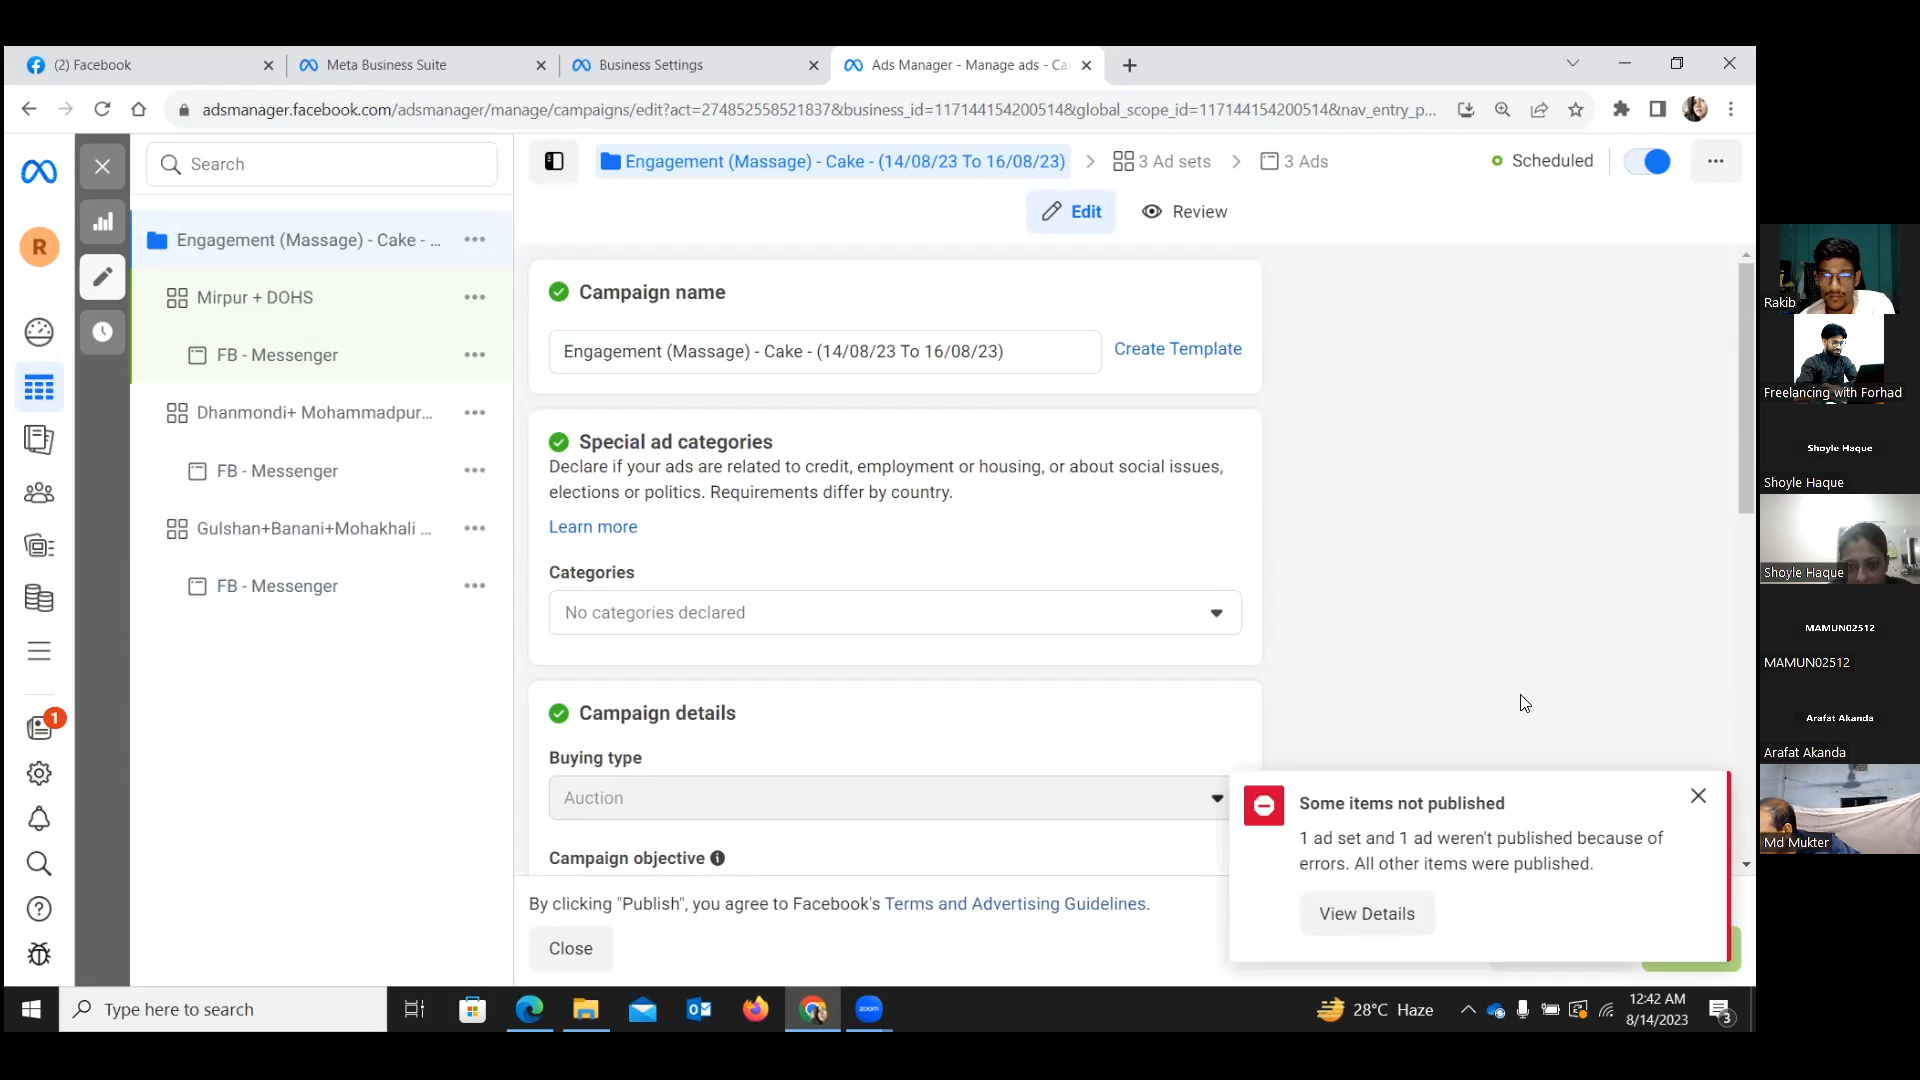 (2) Facebook
Meta Business Suite
Business Settings
Ads Manager - Manage ads - Ca
adsmanager.facebook.com/adsmanager/manage/campaigns/edit?act=274852558521837&business_id=117144154200514&global_scope_id=117144154200514&nav_entry_p...
Search
Engagement (Massage) - Cake - (14/08/23 To 16/08/23)
3 Ad sets
3 Ads
Scheduled
Edit
Review
R
Engagement (Massage) - Cake - ...
Mirpur + DOHS
FB - Messenger
Dhanmondi+ Mohammadpur...
FB - Messenger
Gulshan+Banani+Mohakhali ...
FB - Messenger
1
Campaign name
Engagement (Massage) - Cake - (14/08/23 To 16/08/23)
Create Template
Special ad categories
Declare if your ads are related to credit, employment or housing, or about social issues,
elections or politics. Requirements differ by country.
Learn more
Categories
No categories declared
Campaign details
Buying type
Auction
Campaign objective
Some items not published
1 ad set and 1 ad weren't published because of
errors. All other items were published.
View Details
By clicking "Publish", you agree to Facebook's Terms and Advertising Guidelines.
Close
Rakib
Freelancing with Forhad
Shoyle Haque
Shoyle Haque
Shoyle Haque
MAMUN02512
MAMUN02512
Arafat Akanda
Arafat Akanda
Md Mukter
Type here to search
zoom
28°C Haze
12:42 AM
8/14/2023
3